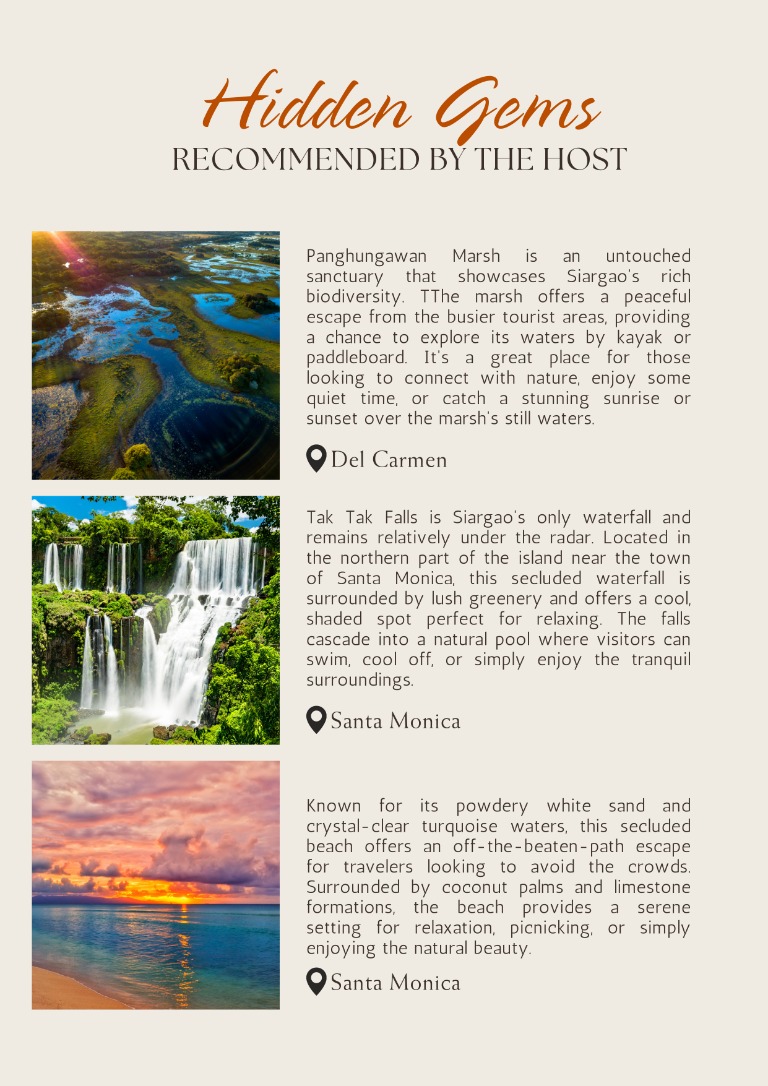 Hidden Gems
RECOMMENDED BY THE HOST
Panghungawan Marsh is an untouched
sanctuary that showcases Siargao's rich
biodiversity. TThe marsh offers a peaceful
escape from the busier tourist areas, providing
a chance to explore its waters by kayak or
paddleboard. It's a great place for those
looking to connect with nature, enjoy some
quiet time, or catch a stunning sunrise or
sunset over the marsh's still waters.
Del Carmen
Tak Tak Falls is Siargao's only waterfall and
remains relatively under the radar. Located in
the northern part of the island near the town
of Santa Monica, this secluded waterfall is
surrounded by lush greenery and offers a cool,
shaded spot perfect for relaxing. The falls
cascade into a natural pool where visitors can
swim, cool off, or simply enjoy the tranquil
surroundings.
Santa Monica
Known for its powdery white sand and
crystal-clear turquoise waters, this secluded
beach offers an off-the-beaten-path escape
for travelers looking to avoid the crowds.
Surrounded by coconut palms and limestone
formations, the beach provides a serene
setting for relaxation, picnicking, or simply
enjoying the natural beauty.
Santa Monica